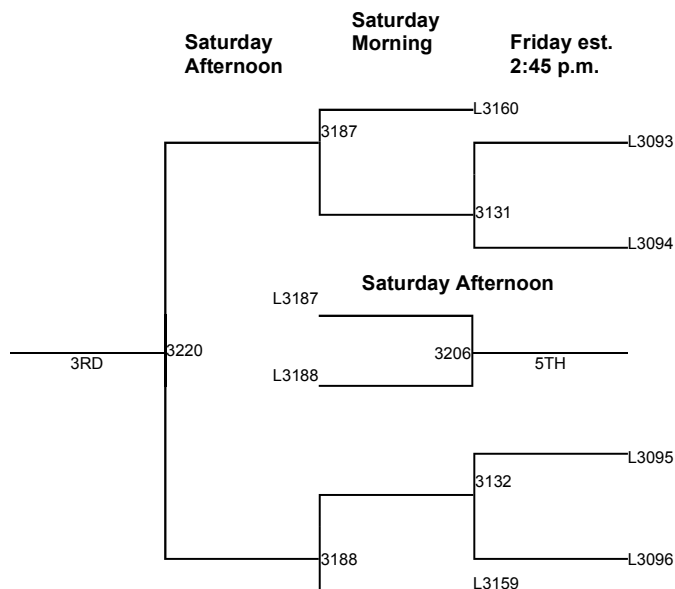 Saturday
Morning
Saturday
Afternoon
Friday est.
2:45 p.m.
L3160
3187
L3093
3131
L3094
Saturday Afternoon
L3187
3220
3206
3RD
5TH
L3188
L3095
3132
3188
L3096
L3159